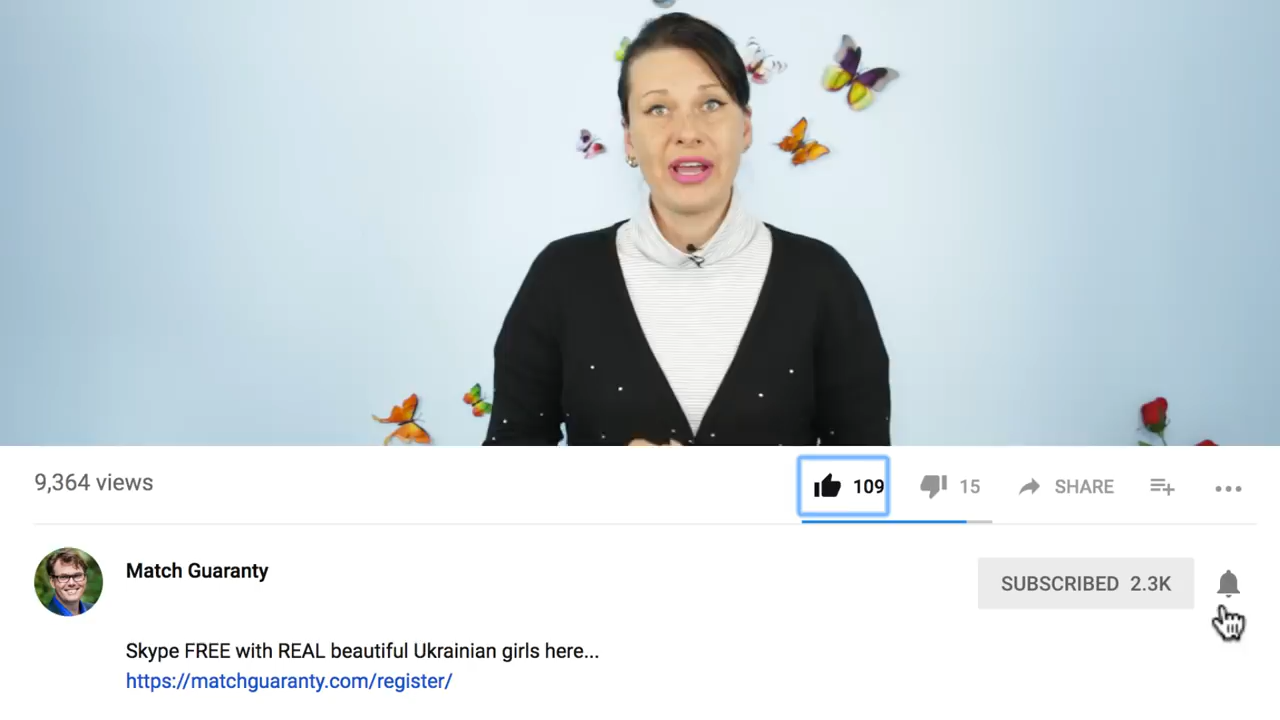 9,364 views
109
15
SHARE
Match Guaranty
SUBSCRIBED 2.3K
Skype FREE with REAL beautiful Ukrainian girls here...
https://matchguaranty.com/register/